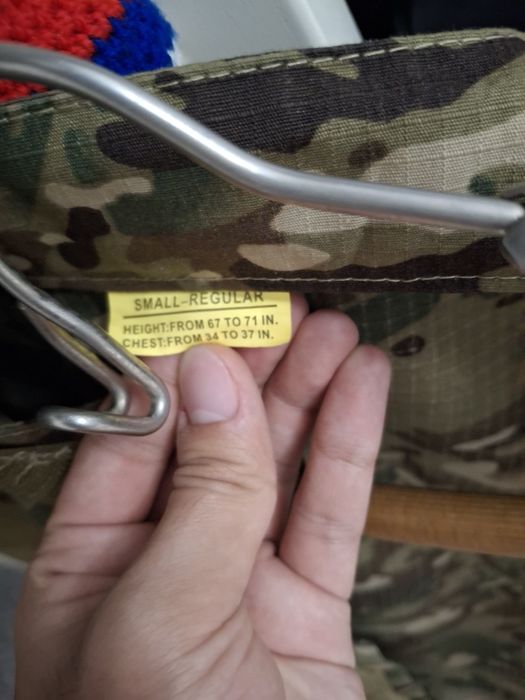 SMALL-REGULAR
HEIGHT:FROM 67 TO 71 IN.
CHEST:FROM 34 TO 37 IN.